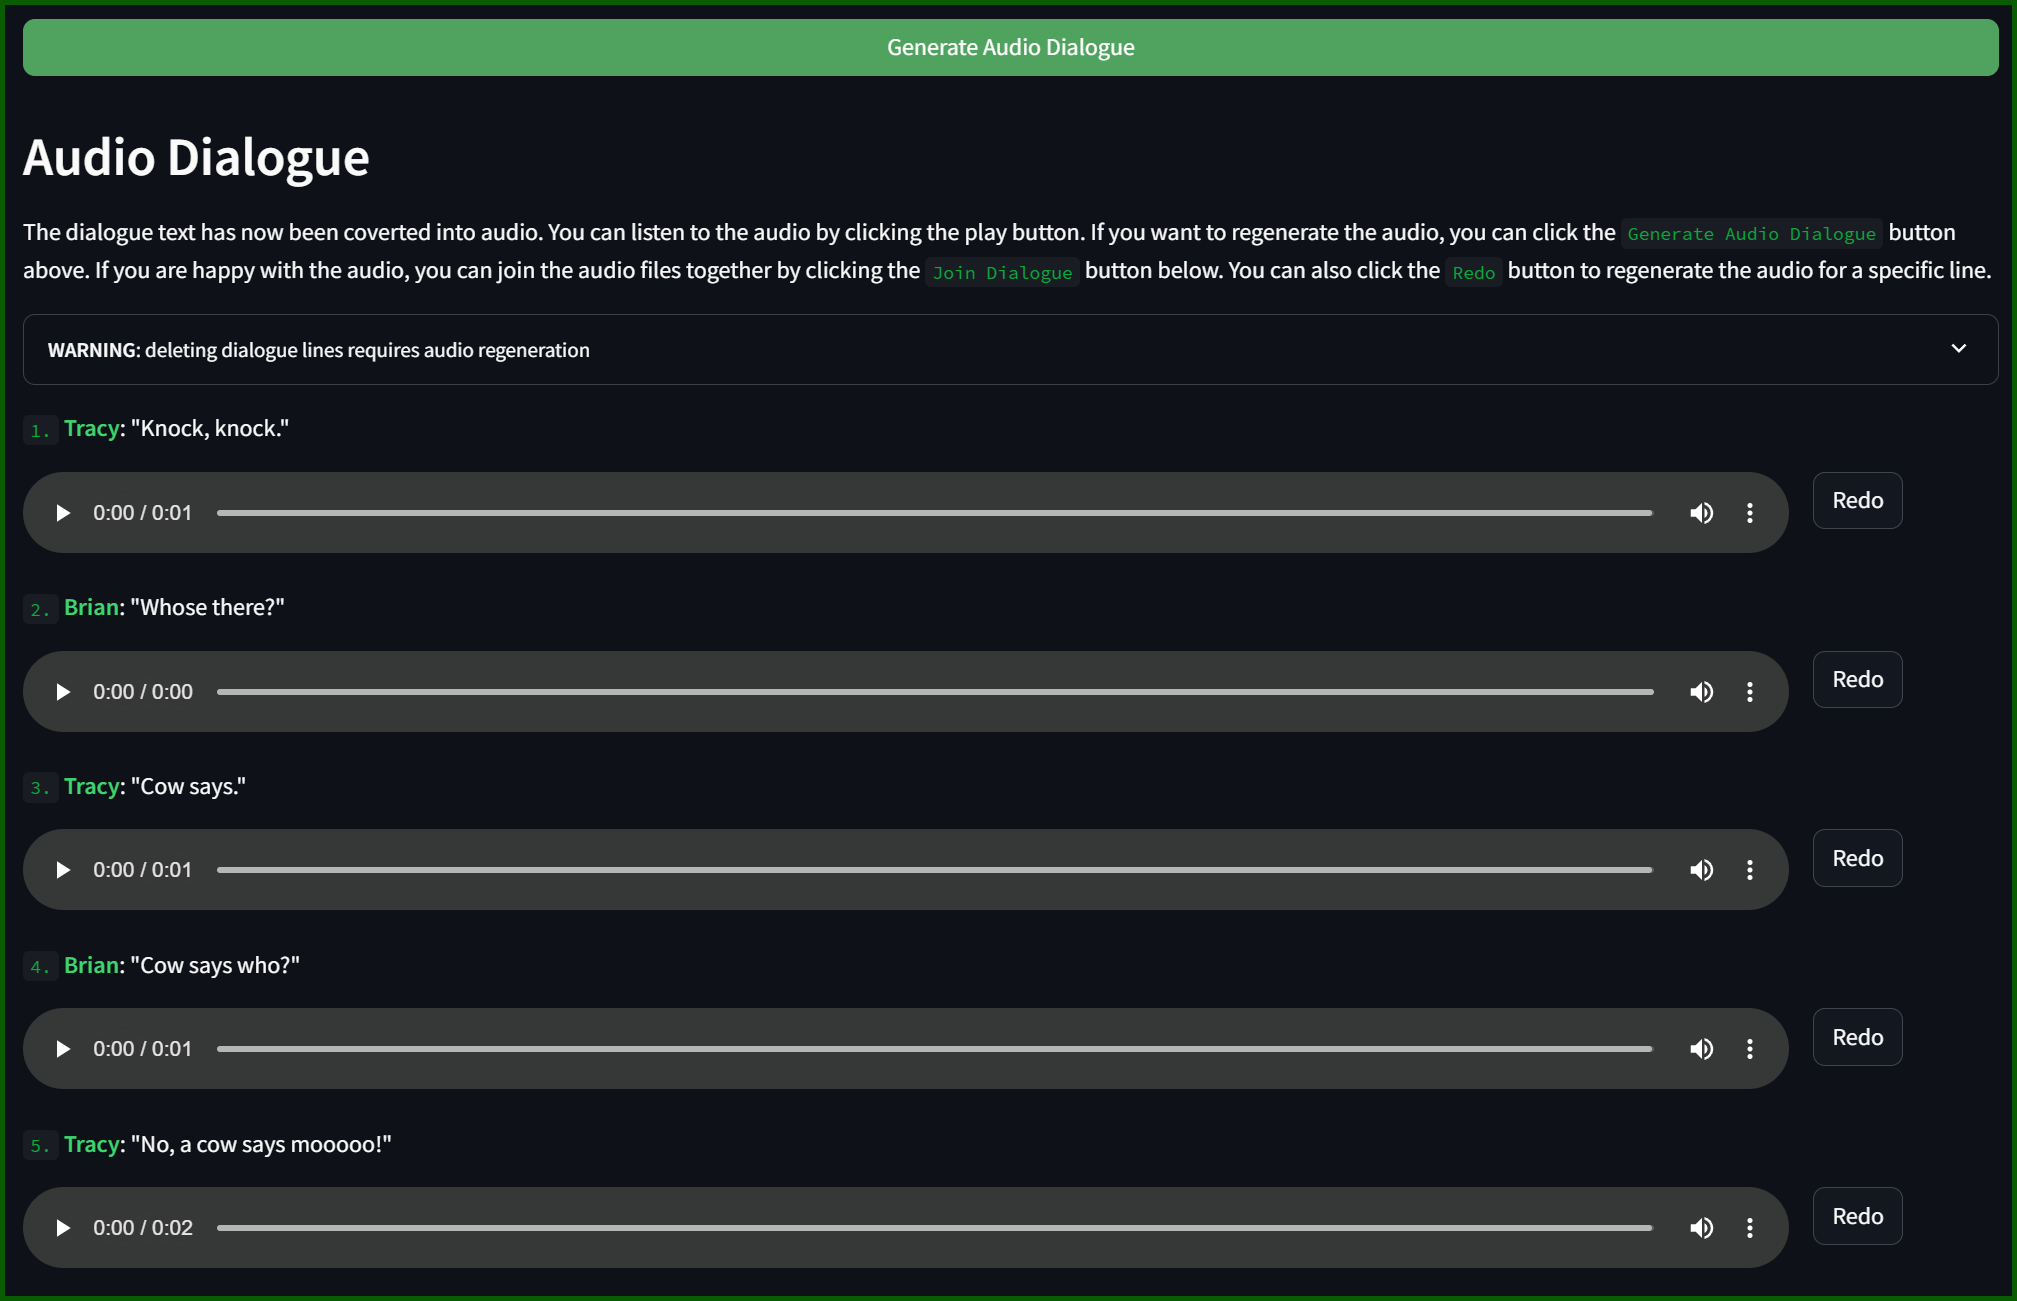 Generate Audio Dialogue
Audio Dialogue
The dialogue text has now been coverted into audio. You can listen to the audio by clicking the play button. If you want to regenerate the audio, you can click the Generate Audio Dialogue button
above. If you are happy with the audio, you can join the audio files together by clicking the Join Dialogue button below. You can also click the Redo button to regenerate the audio for a specific line.
WARNING: deleting dialogue lines requires audio regeneration
1. Tracy: "Knock, knock."
0:00 / 0:01 Redo
2. Brian: "Whose there?"
0:00 / 0:00 Redo
3. Tracy: "Cow says."
0:00 / 0:01 Redo
4. Brian: "Cow says who?"
0:00 / 0:01 Redo
5. Tracy: "No, a cow says mooooo!"
0:00 / 0:02 Redo